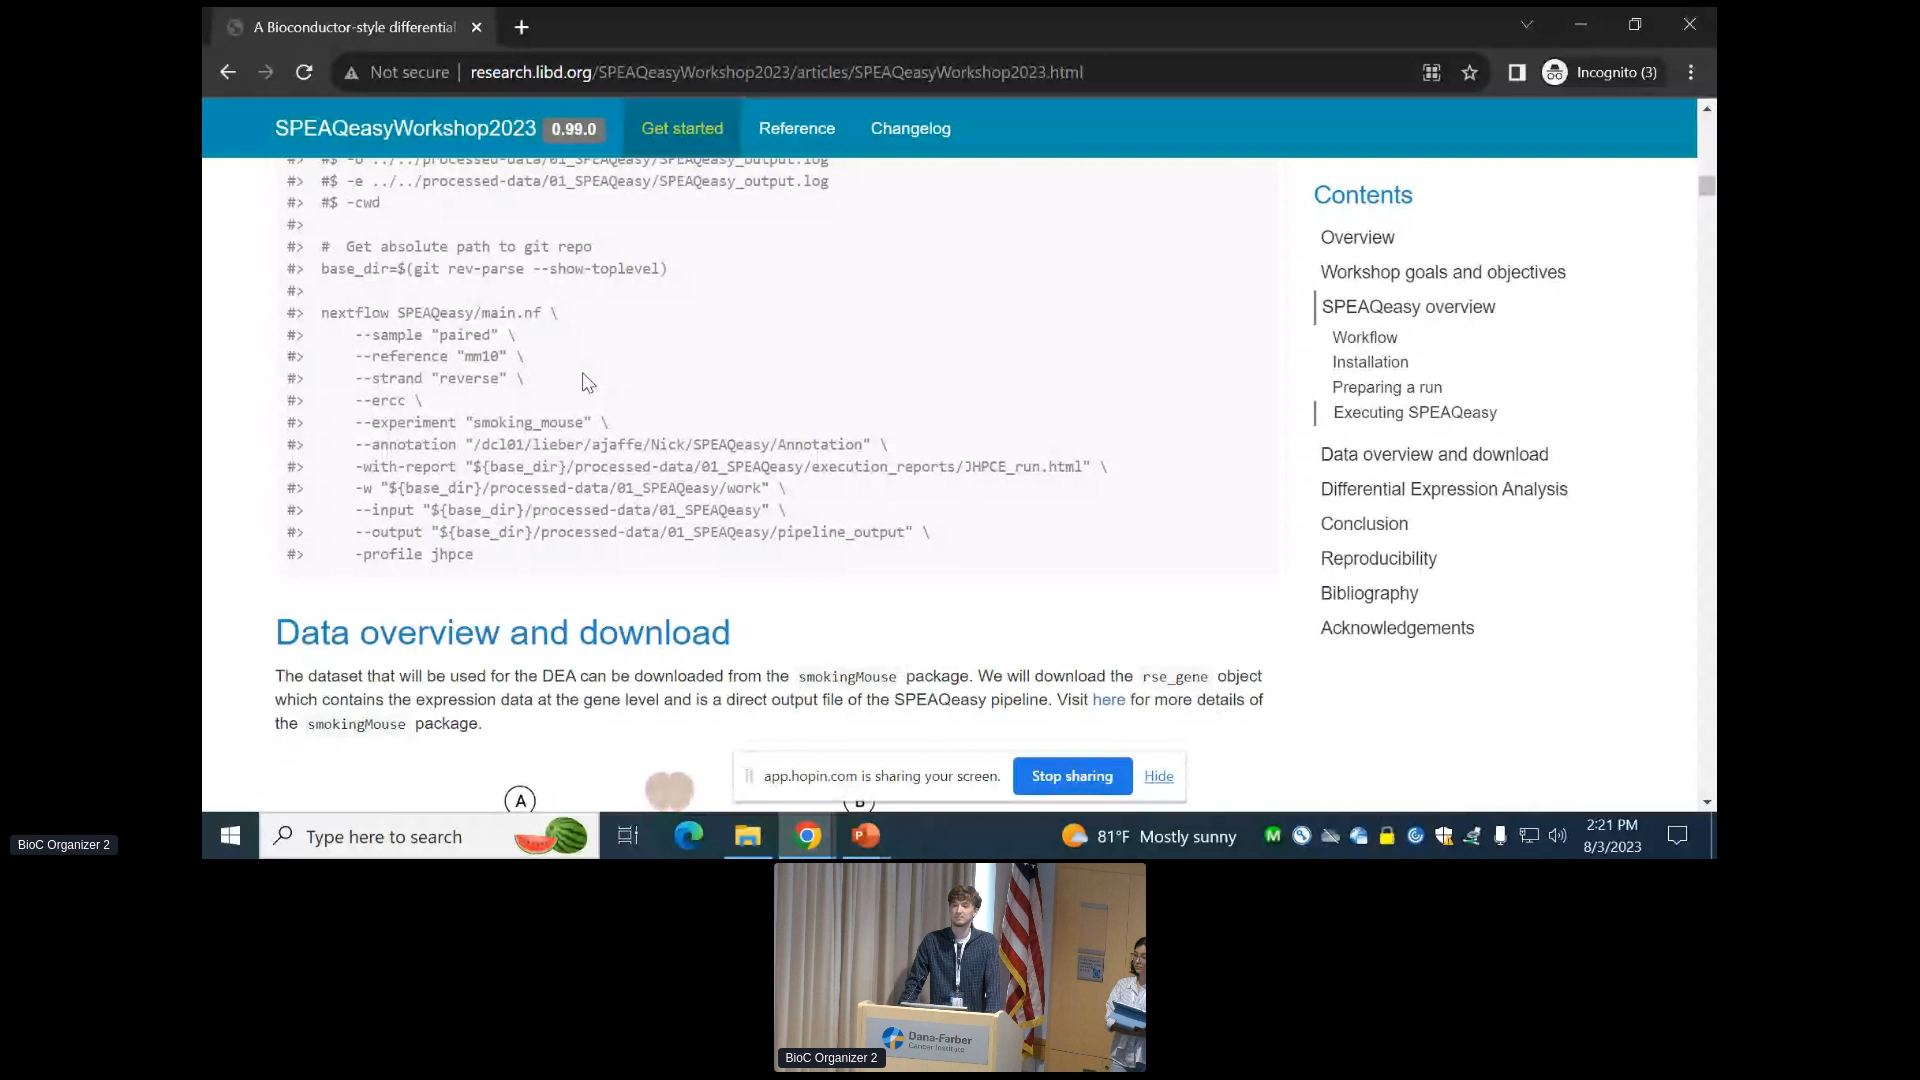 A Bioconductor-style differential
Not secure
research.libd.org/SPEAQeasyWorkshop2023/articles/SPEAQeasyWorkshop2023.html
Incognito (3)
SPEAQeasyWorkshop2023
0.99.0
Get started
Reference
Changelog
#> #$ -o ../../processed-data/01_SPEAQeasy/SPEAQeasy_output.log
#> #$ -e ../../processed-data/01_SPEAQeasy/SPEAQeasy_output.log
#> #$ -cwd
#>
#> # Get absolute path to git repo
#> base_dir=$(git rev-parse --show-toplevel)
#>
#> nextflow SPEAQeasy/main.nf \
#> --sample "paired" \
#> --reference "mm10" \
#> --strand "reverse" \
#> --ercc \
#> --experiment "smoking_mouse" \
#> --annotation "/dcl01/lieber/ajaffe/Nick/SPEAQeasy/Annotation" \
#> -with-report "${base_dir}/processed-data/01_SPEAQeasy/execution_reports/JHPCE_run.html" \
#> -w "${base_dir}/processed-data/01_SPEAQeasy/work" \
#> --input "${base_dir}/processed-data/01_SPEAQeasy" \
#> --output "${base_dir}/processed-data/01_SPEAQeasy/pipeline_output" \
#> -profile jhpce
Data overview and download
The dataset that will be used for the DEA can be downloaded from the smokingMouse package. We will download the rse_gene object
which contains the expression data at the gene level and is a direct output file of the SPEAQeasy pipeline. Visit here for more details of
the smokingMouse package.
A
B
Contents
Overview
Workshop goals and objectives
SPEAQeasy overview
Workflow
Installation
Preparing a run
Executing SPEAQeasy
Data overview and download
Differential Expression Analysis
Conclusion
Reproducibility
Bibliography
Acknowledgements
app.hopin.com is sharing your screen.
Stop sharing
Hide
Type here to search
81°F Mostly sunny
2:21 PM
8/3/2023
BioC Organizer 2
Dana-Farber
Cancer Institute
BioC Organizer 2